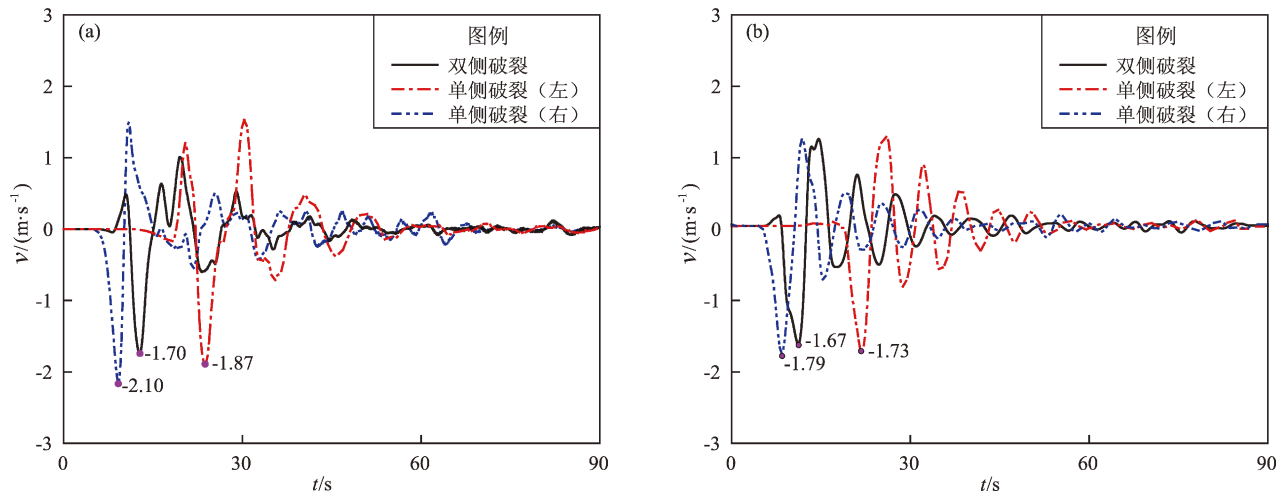 (a)
图例
双侧破裂
单侧破裂（左）
单侧破裂（右）
3
2
1
0
-1
-2
-3
v/(m·s⁻¹)
-1.70
-1.87
-2.10
0
30
60
90
t/s
(b)
图例
双侧破裂
单侧破裂（左）
单侧破裂（右）
3
2
1
0
-1
-2
-3
v/(m·s⁻¹)
-1.67
-1.73
-1.79
0
30
60
90
t/s